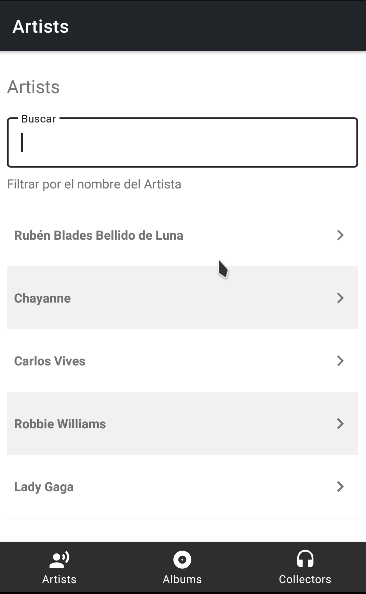 Artists
Artists
Buscar
Filtrar por el nombre del Artista
Rubén Blades Bellido de Luna
Chayanne
Carlos Vives
Robbie Williams
Lady Gaga
Artists
Albums
Collectors